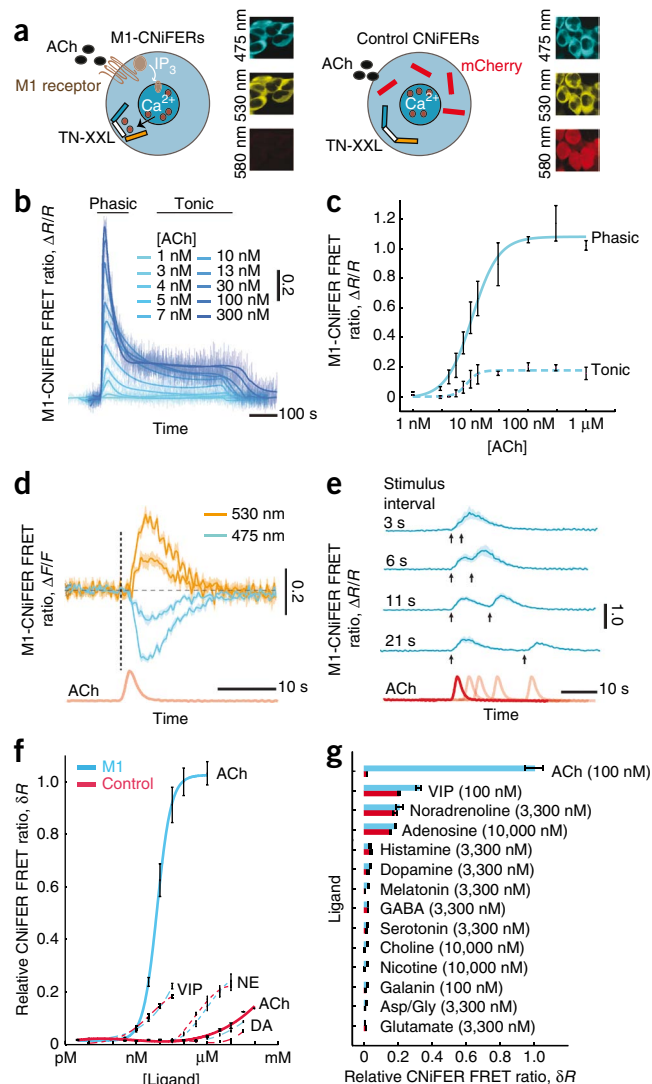 a
M1-CNiFERs
ACh
M1 receptor
IP3
Ca2+
TN-XXL
475 nm
530 nm
580 nm
Control CNiFERs
ACh
mCherry
Ca2+
TN-XXL
475 nm
530 nm
580 nm
b
M1-CNiFER FRET ratio, ΔR/R
Phasic
Tonic
[ACh]
1 nM 10 nM
3 nM 13 nM
4 nM 30 nM
5 nM 100 nM
7 nM 300 nM
0.2
100 s
Time
c
M1-CNiFER FRET
ratio, ΔR/R
1.2
1.0
0.8
0.6
0.4
0.2
0
Phasic
Tonic
1 nM 10 nM 100 nM 1 μM
[ACh]
d
M1-CNiFER FRET
ratio, ΔF/F
530 nm
475 nm
0.2
ACh
10 s
Time
e
M1-CNiFER FRET
ratio, ΔR/R
Stimulus
interval
3 s
6 s
11 s
21 s
1.0
ACh
10 s
Time
f
Relative CNiFER FRET ratio, δR
M1
Control
1.0
0.8
0.6
0.4
0.2
0
ACh
VIP
NE
ACh
DA
pM nM μM mM
[Ligand]
g
Ligand
ACh (100 nM)
VIP (100 nM)
Noradrenoline (3,300 nM)
Adenosine (10,000 nM)
Histamine (3,300 nM)
Dopamine (3,300 nM)
Melatonin (3,300 nM)
GABA (3,300 nM)
Serotonin (3,300 nM)
Choline (10,000 nM)
Nicotine (10,000 nM)
Galanin (100 nM)
Asp/Gly (3,300 nM)
Glutamate (3,300 nM)
0 0.2 0.4 0.6 0.8 1.0
Relative CNiFER FRET ratio, δR